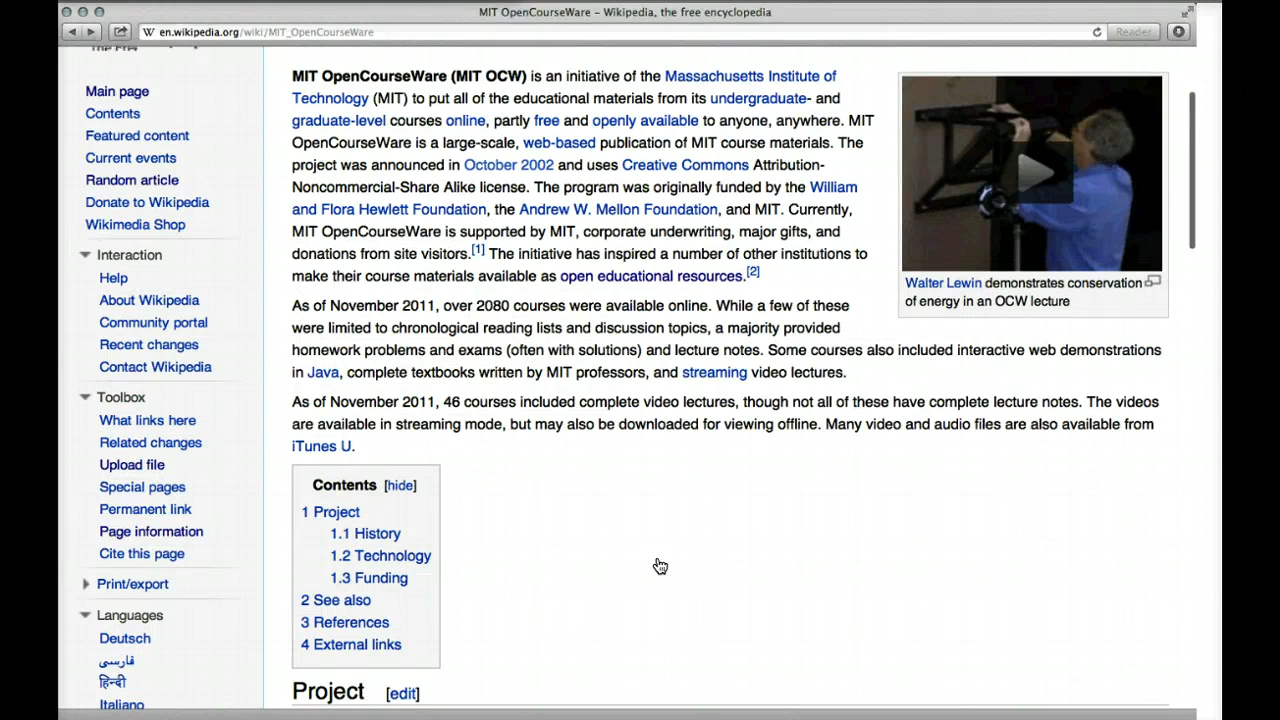 MIT OpenCourseWare – Wikipedia, the free encyclopedia
W en.wikipedia.org/wiki/MIT_OpenCourseWare
Reader
Main page
Contents
Featured content
Current events
Random article
Donate to Wikipedia
Wikimedia Shop
Interaction
Help
About Wikipedia
Community portal
Recent changes
Contact Wikipedia
Toolbox
What links here
Related changes
Upload file
Special pages
Permanent link
Page information
Cite this page
Print/export
Languages
Deutsch
فارسی
हिन्दी
Italiano
MIT OpenCourseWare (MIT OCW) is an initiative of the Massachusetts Institute of
Technology (MIT) to put all of the educational materials from its undergraduate- and
graduate-level courses online, partly free and openly available to anyone, anywhere. MIT
OpenCourseWare is a large-scale, web-based publication of MIT course materials. The
project was announced in October 2002 and uses Creative Commons Attribution-
Noncommercial-Share Alike license. The program was originally funded by the William
and Flora Hewlett Foundation, the Andrew W. Mellon Foundation, and MIT. Currently,
MIT OpenCourseWare is supported by MIT, corporate underwriting, major gifts, and
donations from site visitors.[1] The initiative has inspired a number of other institutions to
make their course materials available as open educational resources.[2]
Walter Lewin demonstrates conservation
of energy in an OCW lecture
As of November 2011, over 2080 courses were available online. While a few of these
were limited to chronological reading lists and discussion topics, a majority provided
homework problems and exams (often with solutions) and lecture notes. Some courses also included interactive web demonstrations
in Java, complete textbooks written by MIT professors, and streaming video lectures.
As of November 2011, 46 courses included complete video lectures, though not all of these have complete lecture notes. The videos
are available in streaming mode, but may also be downloaded for viewing offline. Many video and audio files are also available from
iTunes U.
Contents [hide]
1 Project
1.1 History
1.2 Technology
1.3 Funding
2 See also
3 References
4 External links
Project [edit]